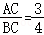 AC/BC = 3/4